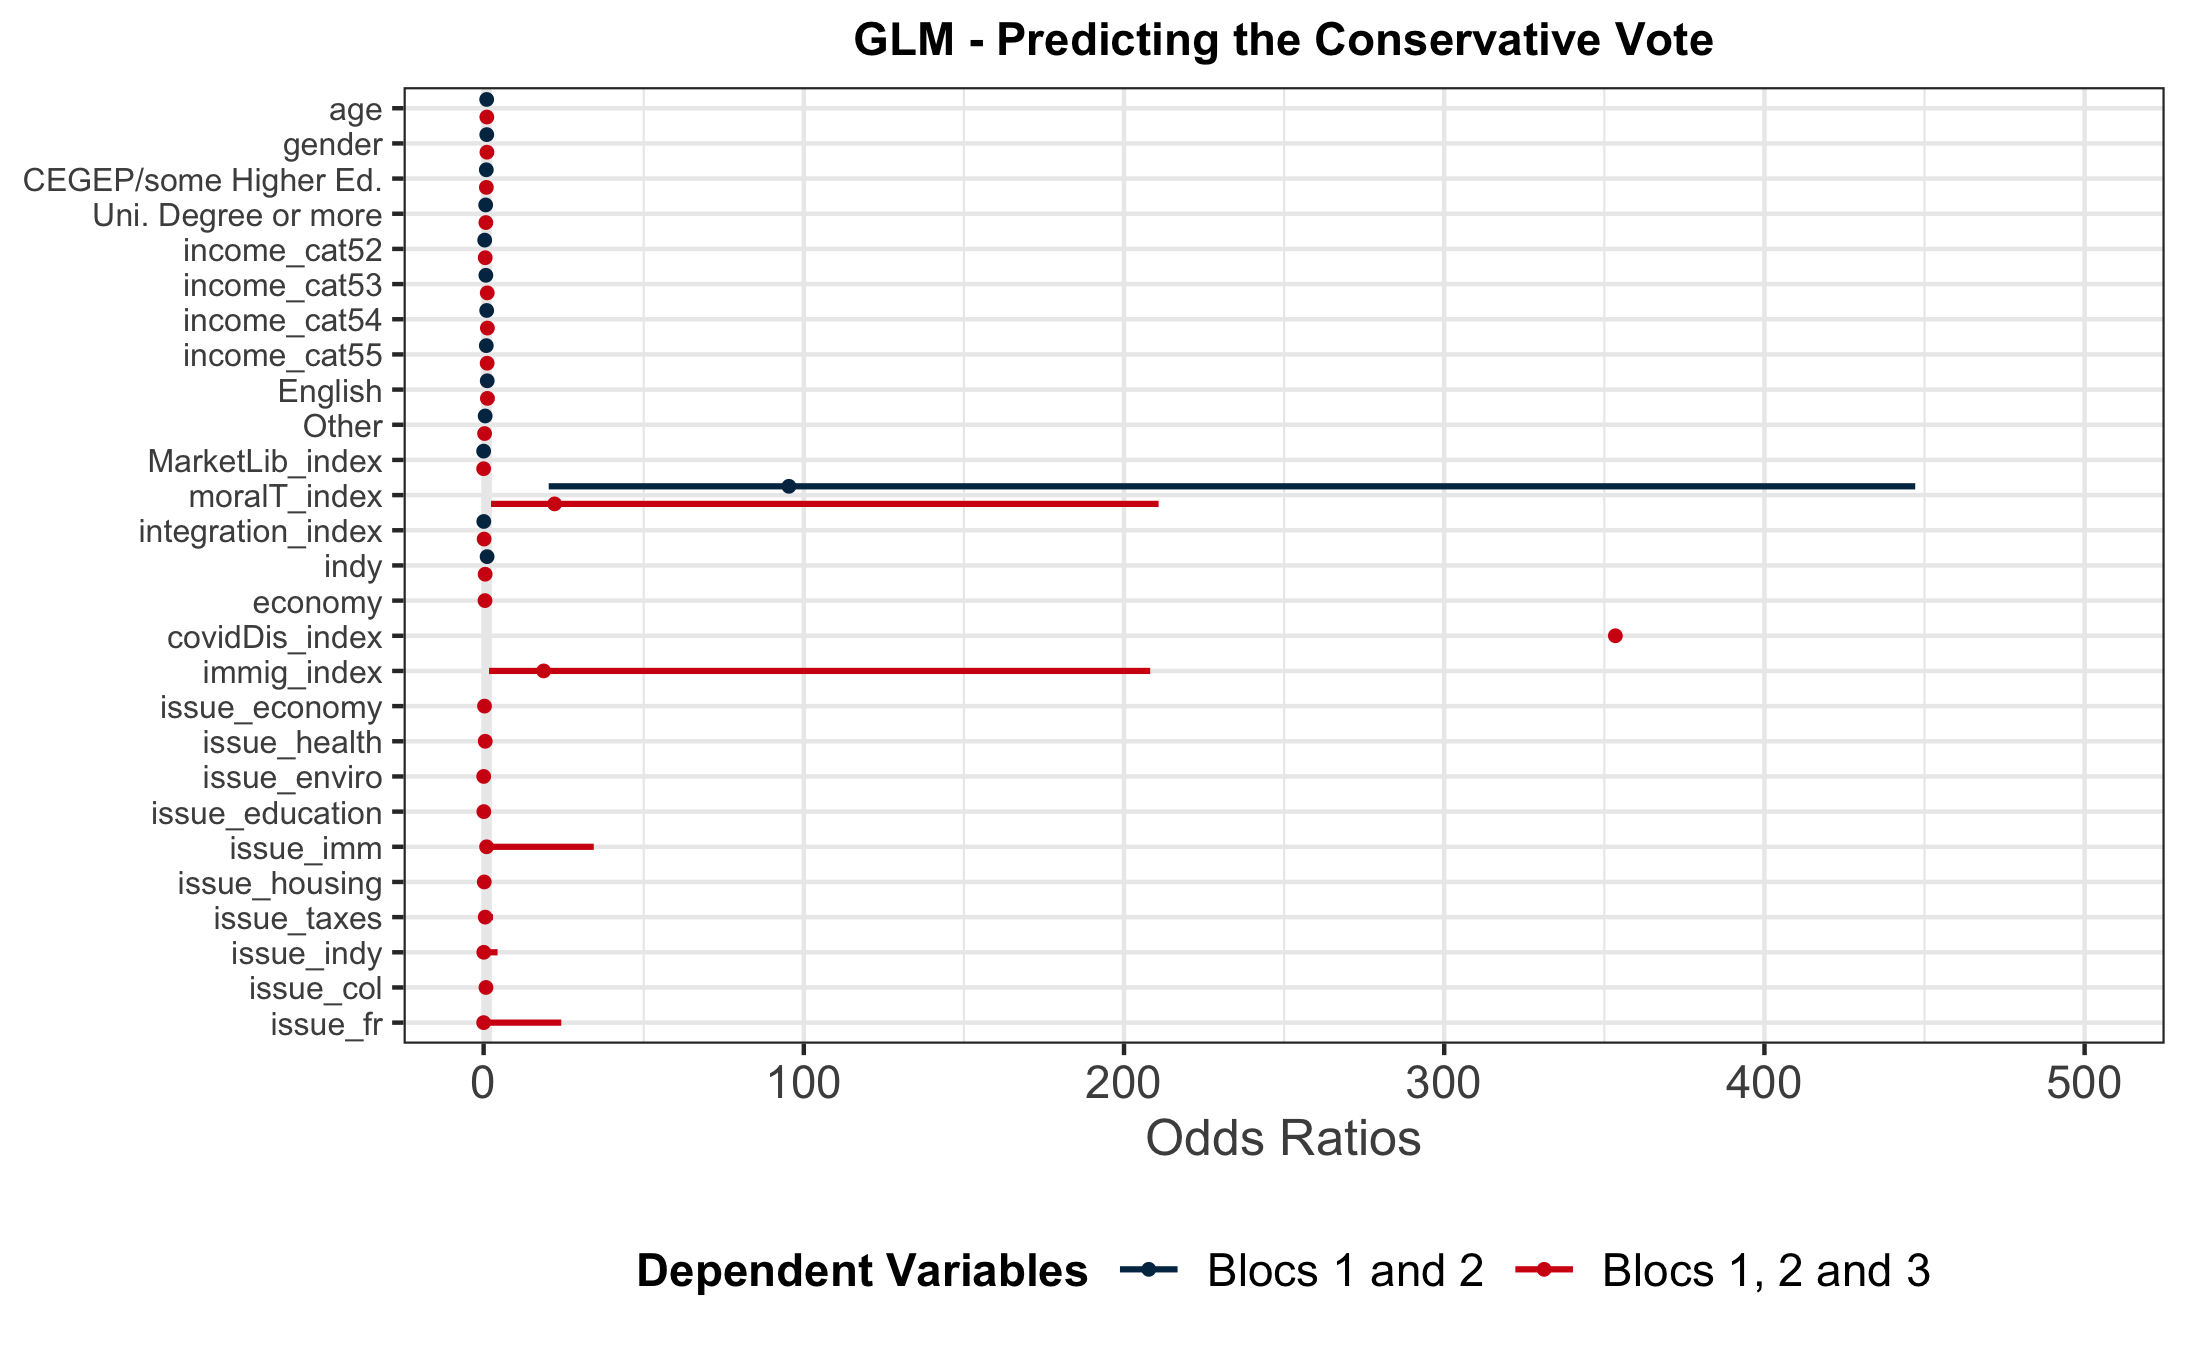 GLM - Predicting the Conservative Vote
age
gender
CEGEP/some Higher Ed.
Uni. Degree or more
income_cat52
income_cat53
income_cat54
income_cat55
English
Other
MarketLib_index
moralT_index
integration_index
indy
economy
covidDis_index
immig_index
issue_economy
issue_health
issue_enviro
issue_education
issue_imm
issue_housing
issue_taxes
issue_indy
issue_col
issue_fr
0 100 200 300 400 500
Odds Ratios
Dependent Variables Blocs 1 and 2 Blocs 1, 2 and 3